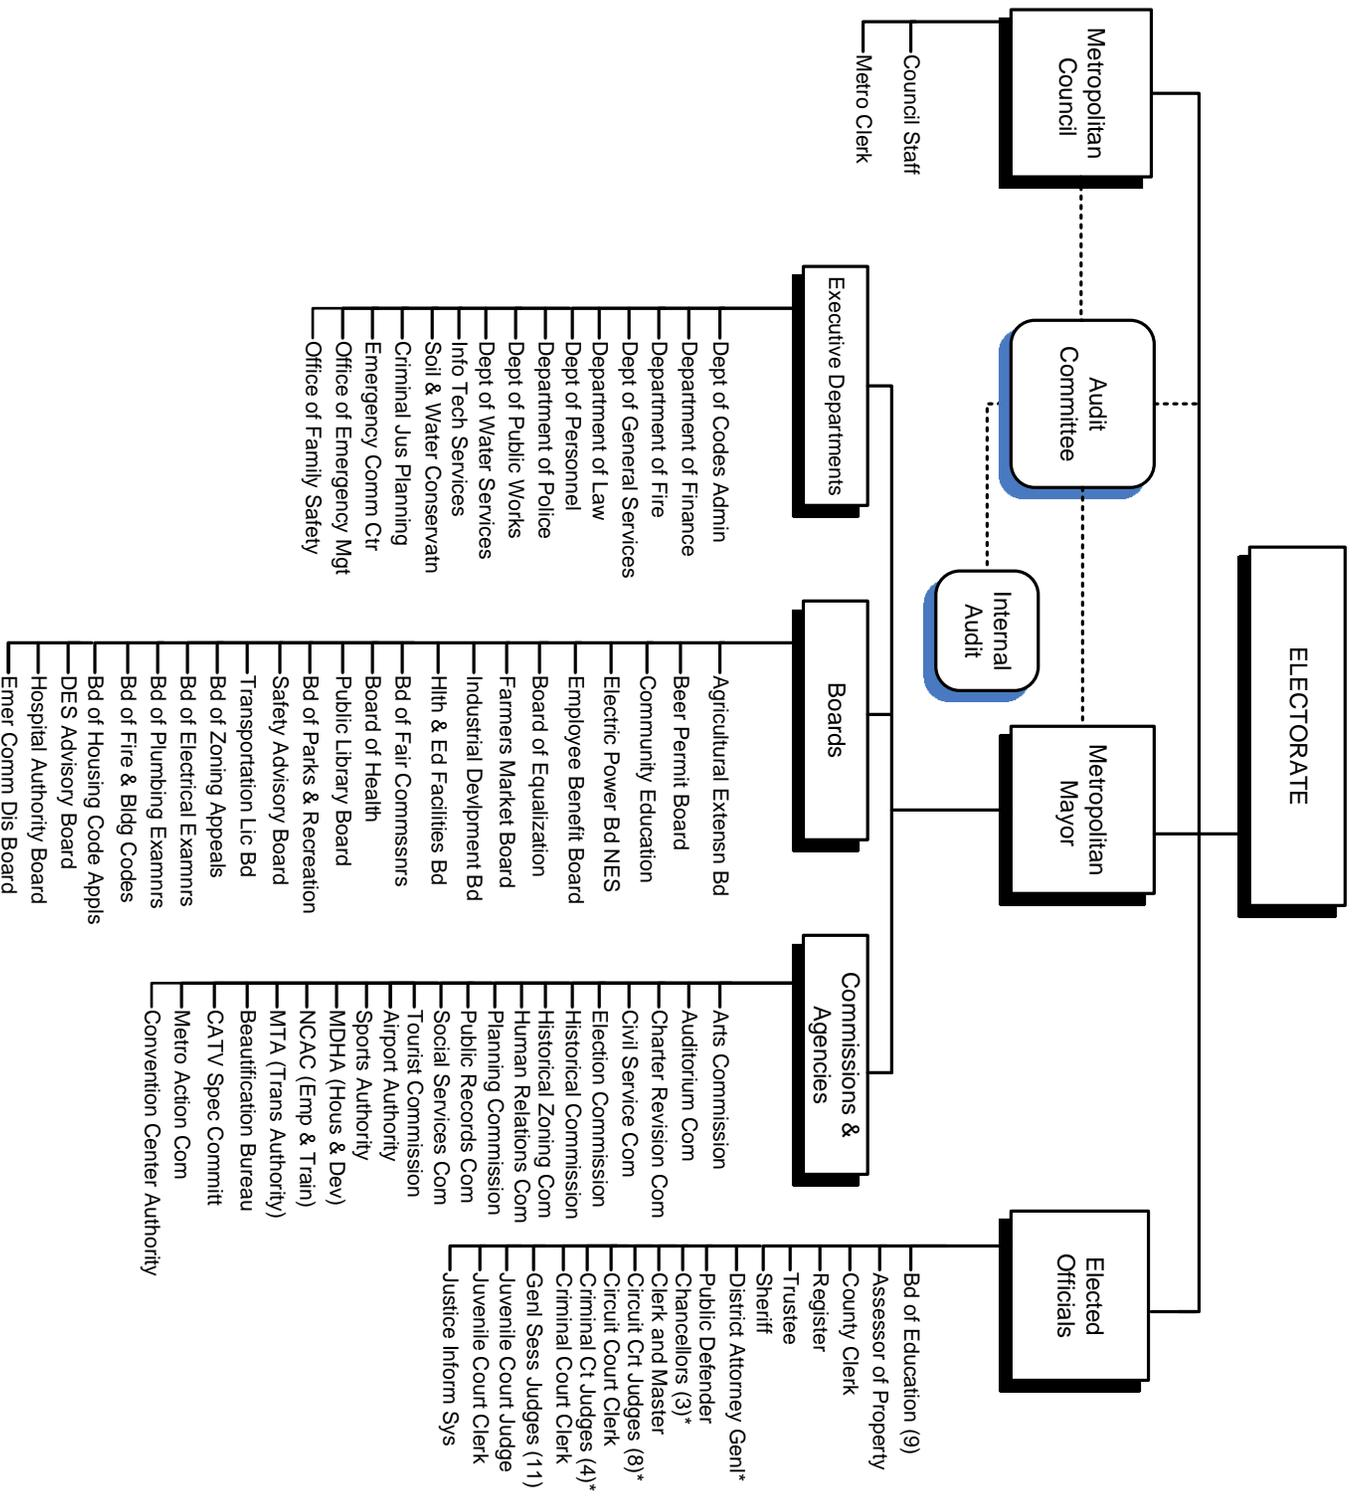 ELECTORATE
Metropolitan
Council
Audit
Committee
Metropolitan
Mayor
Elected
Officials
Internal
Audit
Council Staff
Metro Clerk
Executive Departments
Dept of Codes Admin
Department of Finance
Department of Fire
Dept of General Services
Department of Law
Dept of Personnel
Department of Police
Dept of Public Works
Dept of Water Services
Info Tech Services
Soil & Water Conservatn
Criminal Jus Planning
Emergency Comm Ctr
Office of Emergency Mgt
Office of Family Safety
Boards
Agricultural Extensn Bd
Beer Permit Board
Community Education
Electric Power Bd NES
Employee Benefit Board
Board of Equalization
Farmers Market Board
Industrial Devlpment Bd
Hlth & Ed Facilities Bd
Bd of Fair Commssnrs
Board of Health
Public Library Board
Bd of Parks & Recreation
Safety Advisory Board
Transportation Lic Bd
Bd of Zoning Appeals
Bd of Electrical Examnrs
Bd of Plumbing Examnrs
Bd of Fire & Bldg Codes
Bd of Housing Code Appls
DES Advisory Board
Hospital Authority Board
Emer Comm Dis Board
Commissions &
Agencies
Arts Commission
Auditorium Com
Charter Revision Com
Civil Service Com
Election Commission
Historical Commission
Historical Zoning Com
Human Relations Com
Planning Commission
Public Records Com
Social Services Com
Tourist Commission
Airport Authority
Sports Authority
MDHA (Hous & Dev)
NCAC (Emp & Train)
MTA (Trans Authority)
Beautification Bureau
CATV Spec Committ
Metro Action Com
Convention Center Authority
Bd of Education (9)
Assessor of Property
County Clerk
Register
Trustee
Sheriff
District Attorney Genl*
Public Defender
Chancellors (3)*
Clerk and Master
Circuit Crt Judges (8)*
Circuit Court Clerk
Criminal Ct Judges (4)*
Criminal Court Clerk
Genl Sess Judges (11)
Juvenile Court Judge
Juvenile Court Clerk
Justice Inform Sys